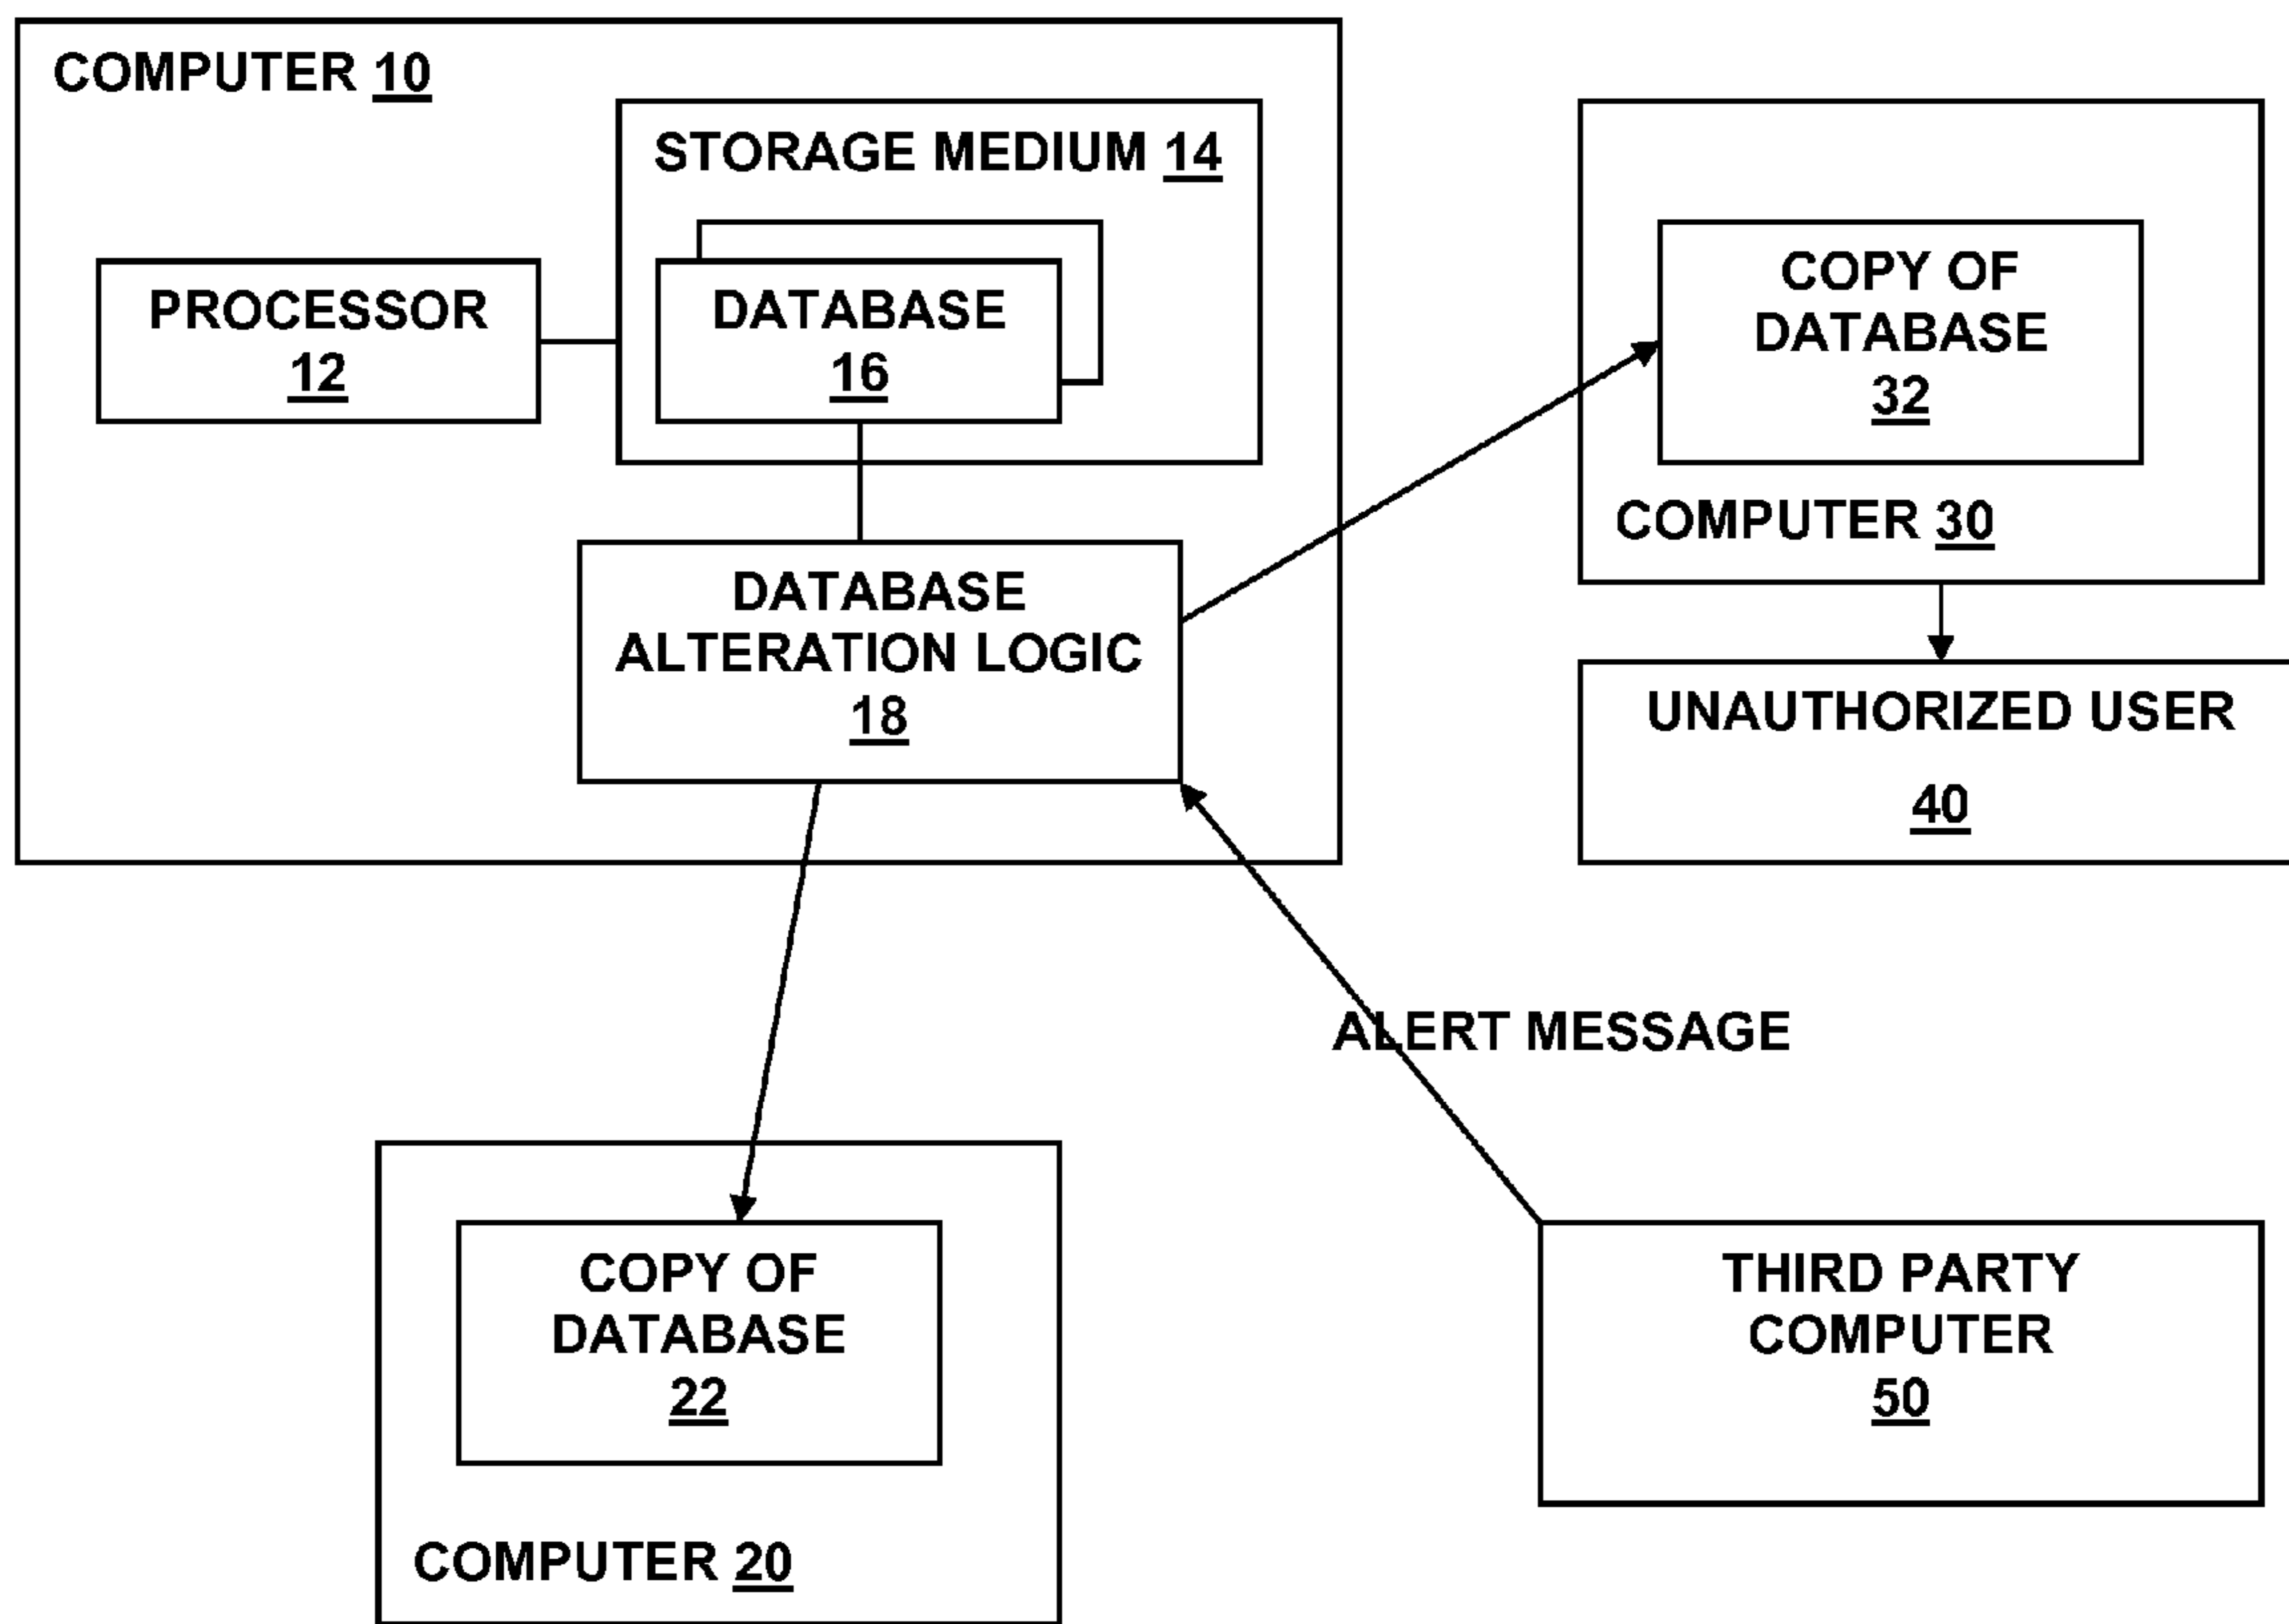 COMPUTER 10
STORAGE MEDIUM 14
PROCESSOR
12
DATABASE
16
DATABASE
ALTERATION LOGIC
18
COPY OF
DATABASE
32
COMPUTER 30
UNAUTHORIZED USER
40
ALERT MESSAGE
COPY OF
DATABASE
22
COMPUTER 20
THIRD PARTY
COMPUTER
50